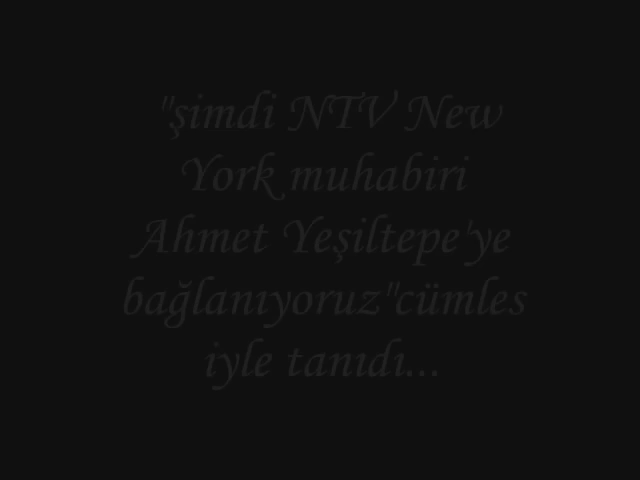 "şimdi NTV New
York muhabiri
Ahmet Yeşiltepe'ye
bağlanıyoruz"cümles
iyle tanıdı...